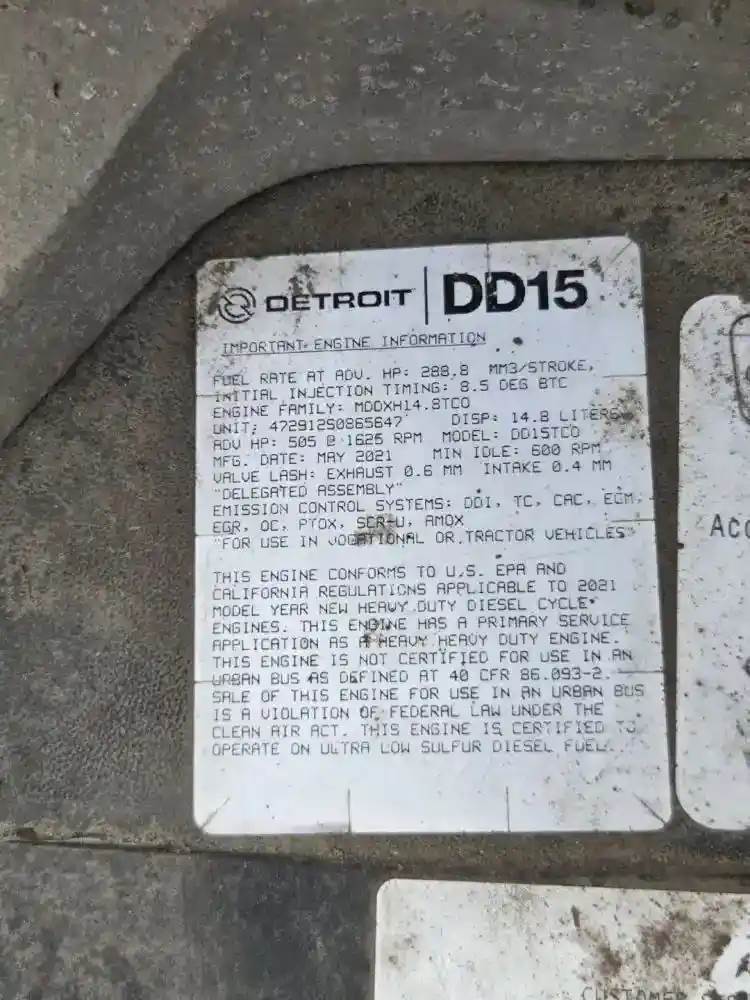 DETROIT DD15
IMPORTANT ENGINE INFORMATION
FUEL RATE AT ADV. HP: 288.8 MM3/STROKE,
INITIAL INJECTION TIMING: 8.5 DEG BTC
ENGINE FAMILY: MDDXH14.8TCD
UNIT: 472912S0865647 DISP: 14.8 LITERS
ADV HP: 505 @ 1625 RPM MODEL: DD15TCD
MFG. DATE: MAY 2021 MIN IDLE: 600 RPM
VALVE LASH: EXHAUST 0.6 MM INTAKE 0.4 MM
"DELEGATED ASSEMBLY"
EMISSION CONTROL SYSTEMS: DDI, TC, CAC, ECM,
EGR, OC, PTOX, SCR-U, AMOX
"FOR USE IN VOCATIONAL OR TRACTOR VEHICLES"
THIS ENGINE CONFORMS TO U.S. EPA AND
CALIFORNIA REGULATIONS APPLICABLE TO 2021
MODEL YEAR NEW HEAVY DUTY DIESEL CYCLE
ENGINES. THIS ENGINE HAS A PRIMARY SERVICE
APPLICATION AS A HEAVY HEAVY DUTY ENGINE.
THIS ENGINE IS NOT CERTIFIED FOR USE IN AN
URBAN BUS AS DEFINED AT 40 CFR 86.093-2.
SALE OF THIS ENGINE FOR USE IN AN URBAN BUS
IS A VIOLATION OF FEDERAL LAW UNDER THE
CLEAN AIR ACT. THIS ENGINE IS CERTIFIED TO
OPERATE ON ULTRA LOW SULFUR DIESEL FUEL.
Acc
CUSTOMER